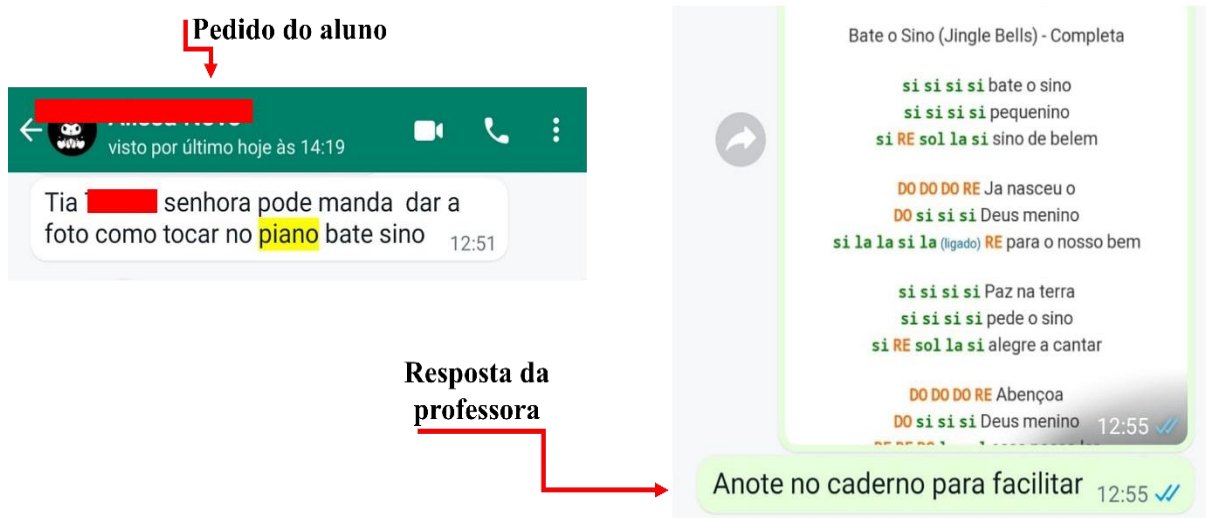 Pedido do aluno
visto por último hoje às 14:19
Tia senhora pode manda dar a
foto como tocar no piano bate sino 12:51
Resposta da
professora
Bate o Sino (Jingle Bells) - Completa
si si si si bate o sino
si si si si pequenino
si RE sol la si sino de belem
DO DO DO RE Ja nasceu o
DO si si si Deus menino
si la la si la (ligado) RE para o nosso bem
si si si si Paz na terra
si si si si pede o sino
si RE sol la si alegre a cantar
DO DO DO RE Abençoa
DO si si si Deus menino 12:55
Anote no caderno para facilitar 12:55